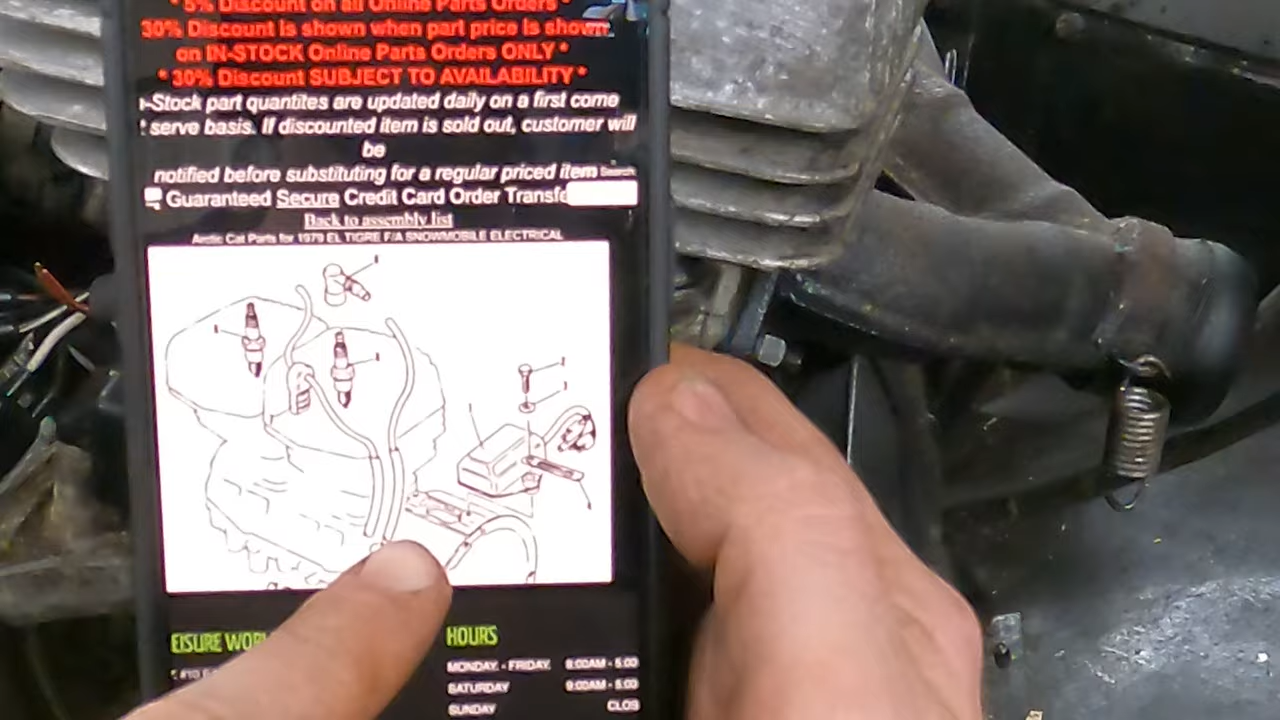 * 5% Discount on all Online Parts Orders *
30% Discount is shown when part price is shown
on IN-STOCK Online Parts Orders ONLY *
* 30% Discount SUBJECT TO AVAILABILITY *
-Stock part quantites are updated daily on a first come
serve basis. If discounted item is sold out, customer will
be
notified before substituting for a regular priced item
Search
Guaranteed Secure Credit Card Order Transfe
Back to assembly list
Arctic Cat Parts for 1979 EL TIGRE F/A SNOWMOBILE ELECTRICAL
EISURE WORL
HOURS
MONDAY - FRIDAY 9:00AM - 5:00
SATURDAY 9:00AM - 5:00
SUNDAY CLOS